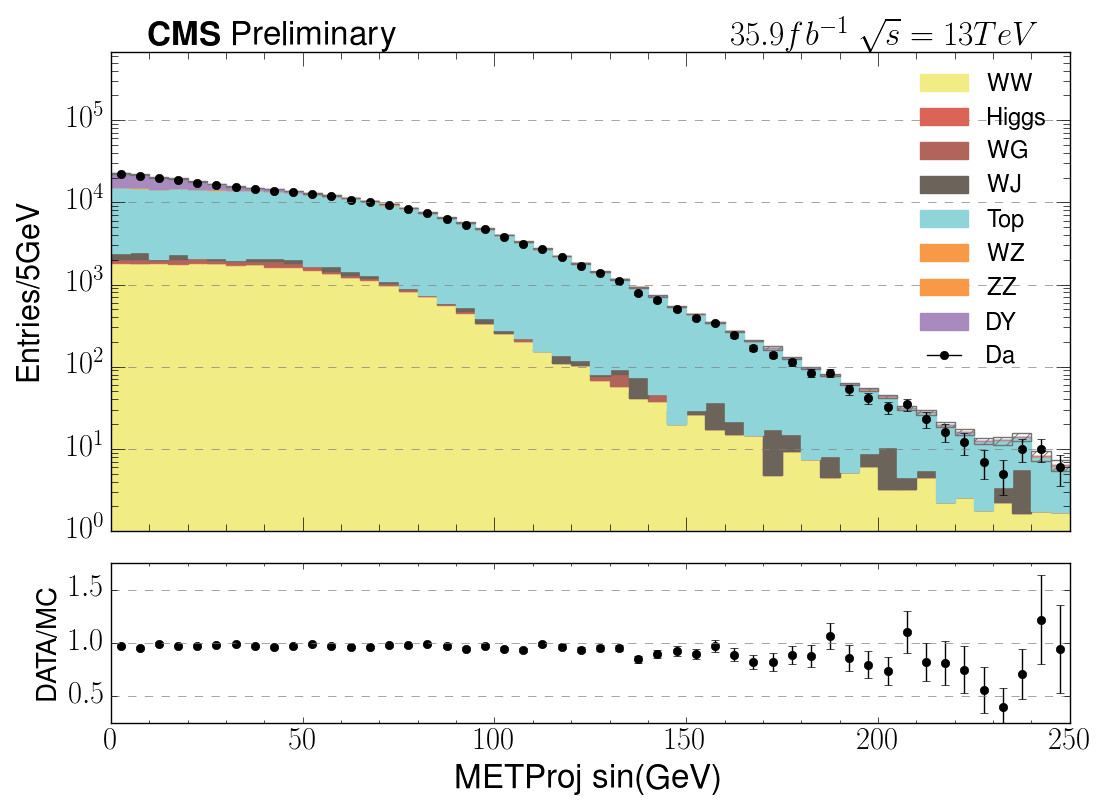 CMS Preliminary 35.9fb⁻¹ √s = 13TeV
WW
Higgs
WG
WJ
Top
WZ
ZZ
DY
Da
Entries/5GeV
10⁵
10⁴
10³
10²
10¹
10⁰
DATA/MC
1.5
1.0
0.5
0 50 100 150 200 250
METProj sin(GeV)